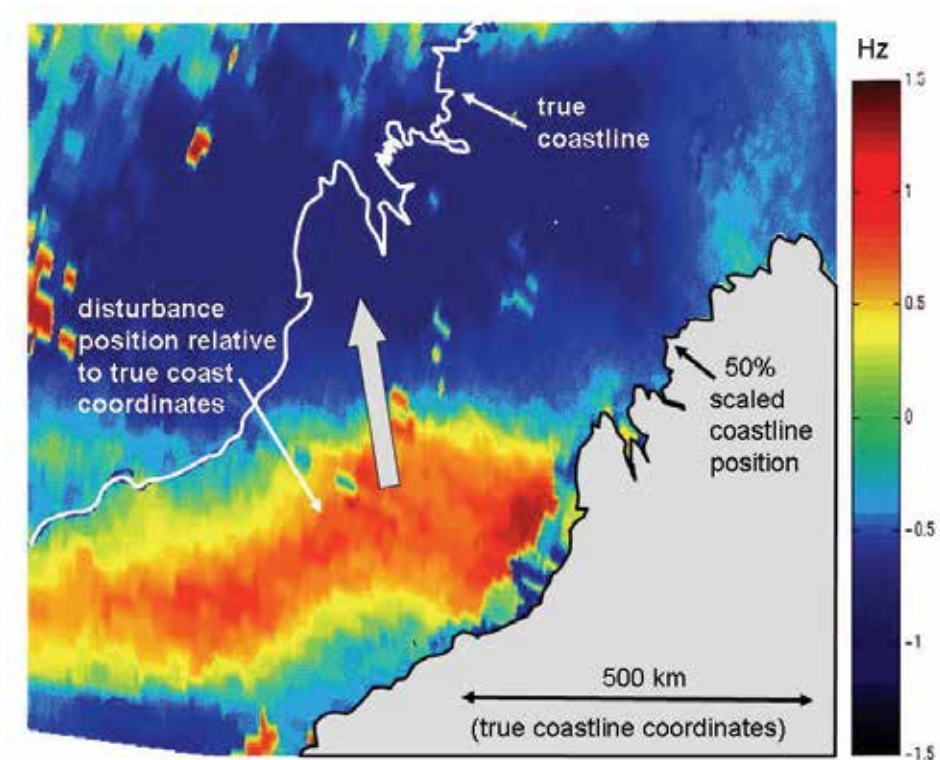 Hz
true
coastline
disturbance
position relative
to true coast
coordinates
50%
scaled
coastline
position
500 km
(true coastline coordinates)
1.5
1
0.5
0
-0.5
-1
-1.5